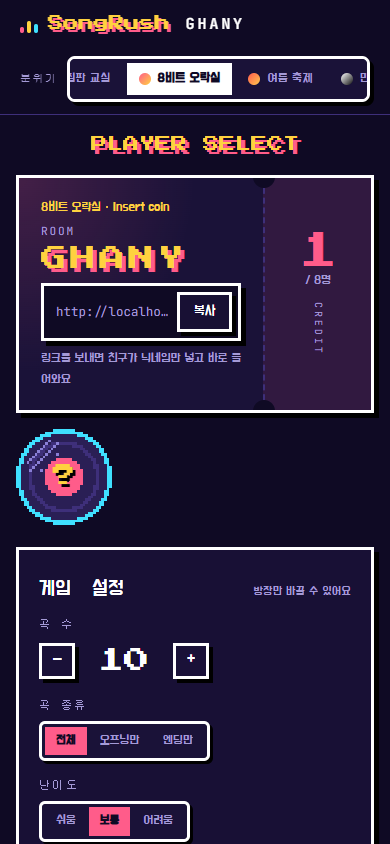 SongRush GHANY
분위기 칠판 교실 8비트 오락실 여름 축제
PLAYER SELECT
8비트 오락실 · Insert coin
ROOM
GHANY
http://localho… 복사
링크를 보내면 친구가 닉네임만 넣고 바로 들
어와요
1
/ 8명
CREDIT
?
게임 설정
방장만 바꿀 수 있어요
곡 수
− 10 +
곡 종류
전체 오프닝만 엔딩만
난이도
쉬움 보통 어려움